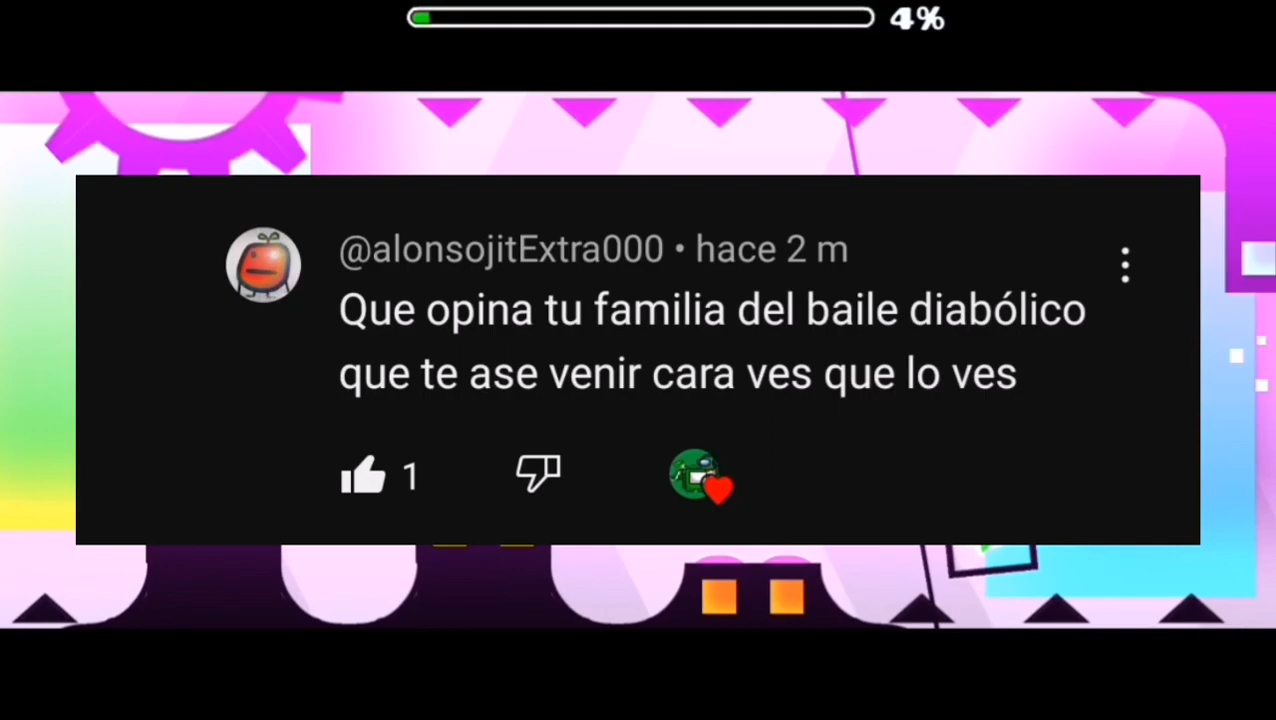 4%
@alonsojitExtra000 • hace 2 m
Que opina tu familia del baile diabólico
que te ase venir cara ves que lo ves
1